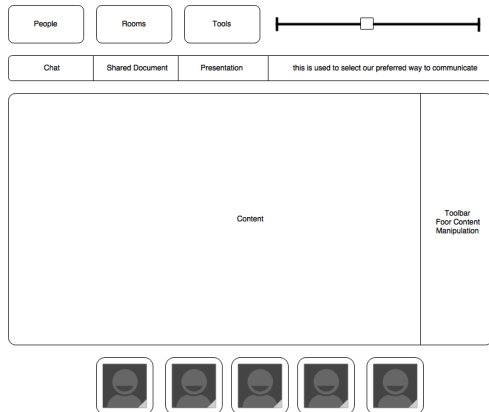 People
Rooms
Tools
Chat
Shared Document
Presentation
this is used to select our preferred way to communicate
Content
Toolbar
Foor Content
Manipulation